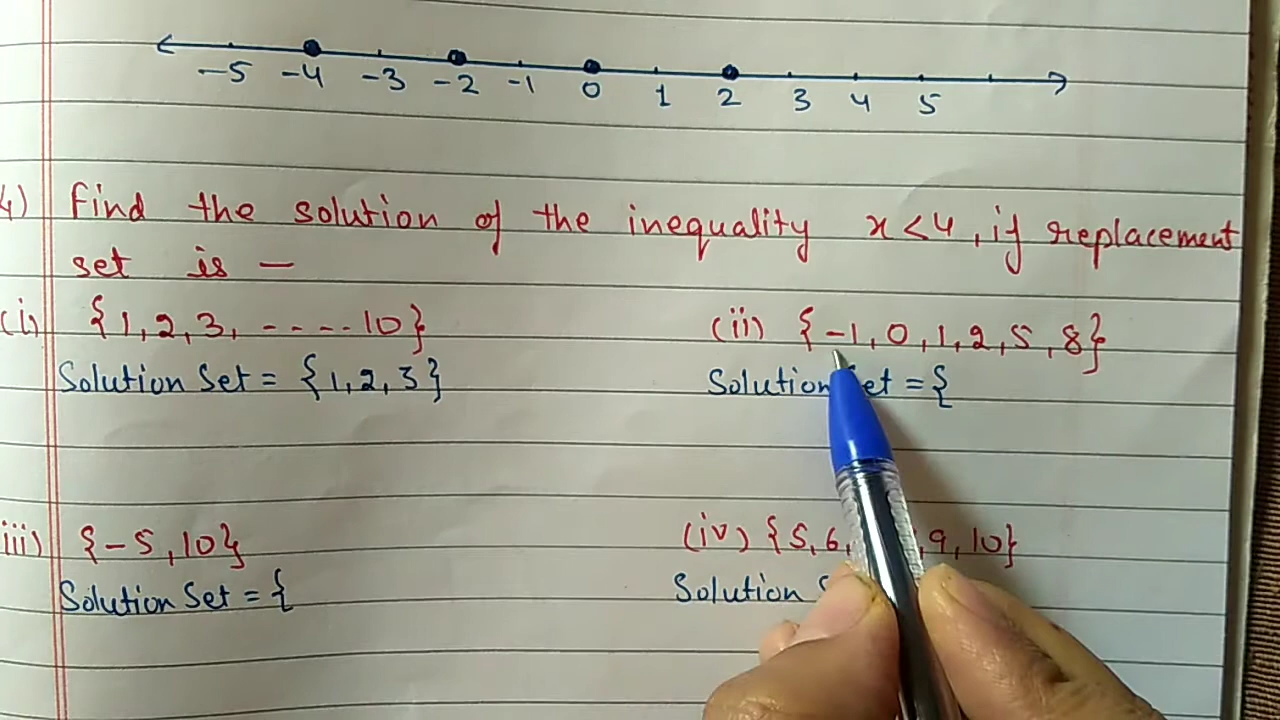 -5 -4 -3 -2 -1 0 1 2 3 4 5
4) Find the solution of the inequality x<4, if replacement
set is –
(i) {1,2,3,----10} (ii) {-1,0,1,2,5,8}
Solution Set = {1,2,3} Solution Set = {
iii) {-5,10} (iv) {5,6, ,9,10}
Solution Set = { Solution